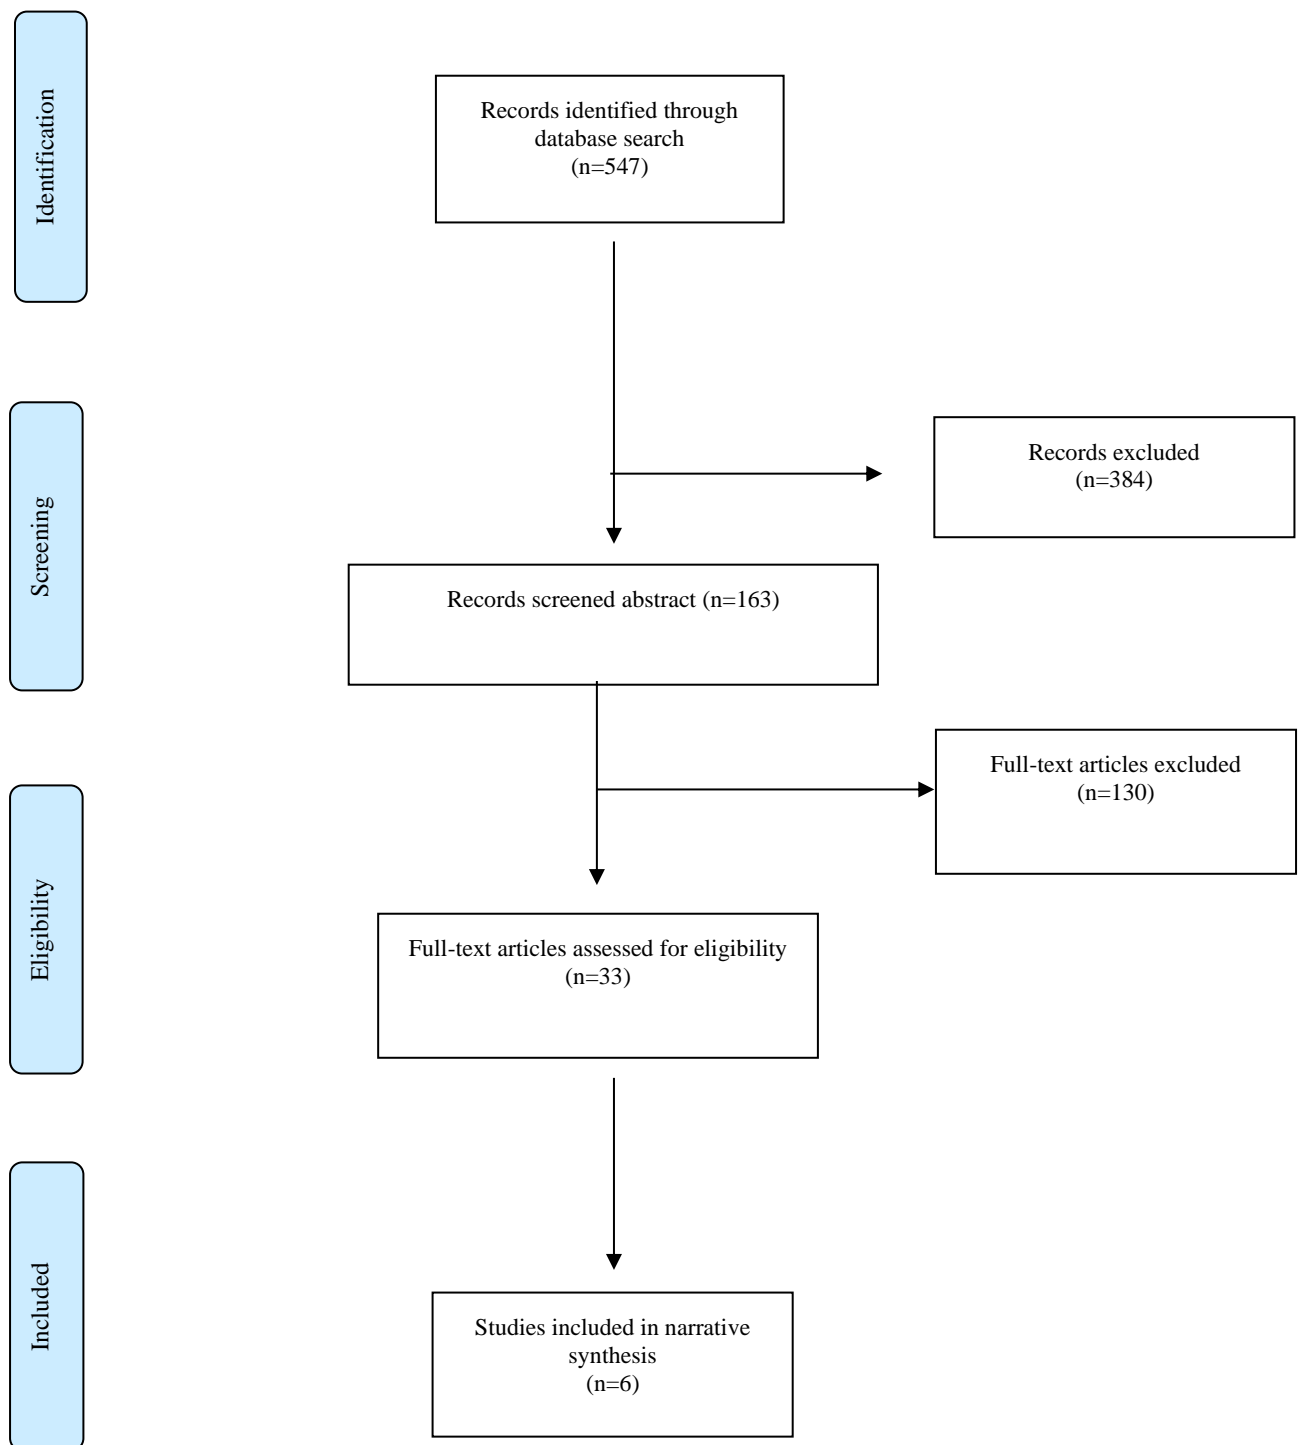 Identification
Records identified through
database search
(n=547)
Records excluded
(n=384)
Screening
Records screened abstract (n=163)
Full-text articles excluded
(n=130)
Eligibility
Full-text articles assessed for eligibility
(n=33)
Included
Studies included in narrative
synthesis
(n=6)